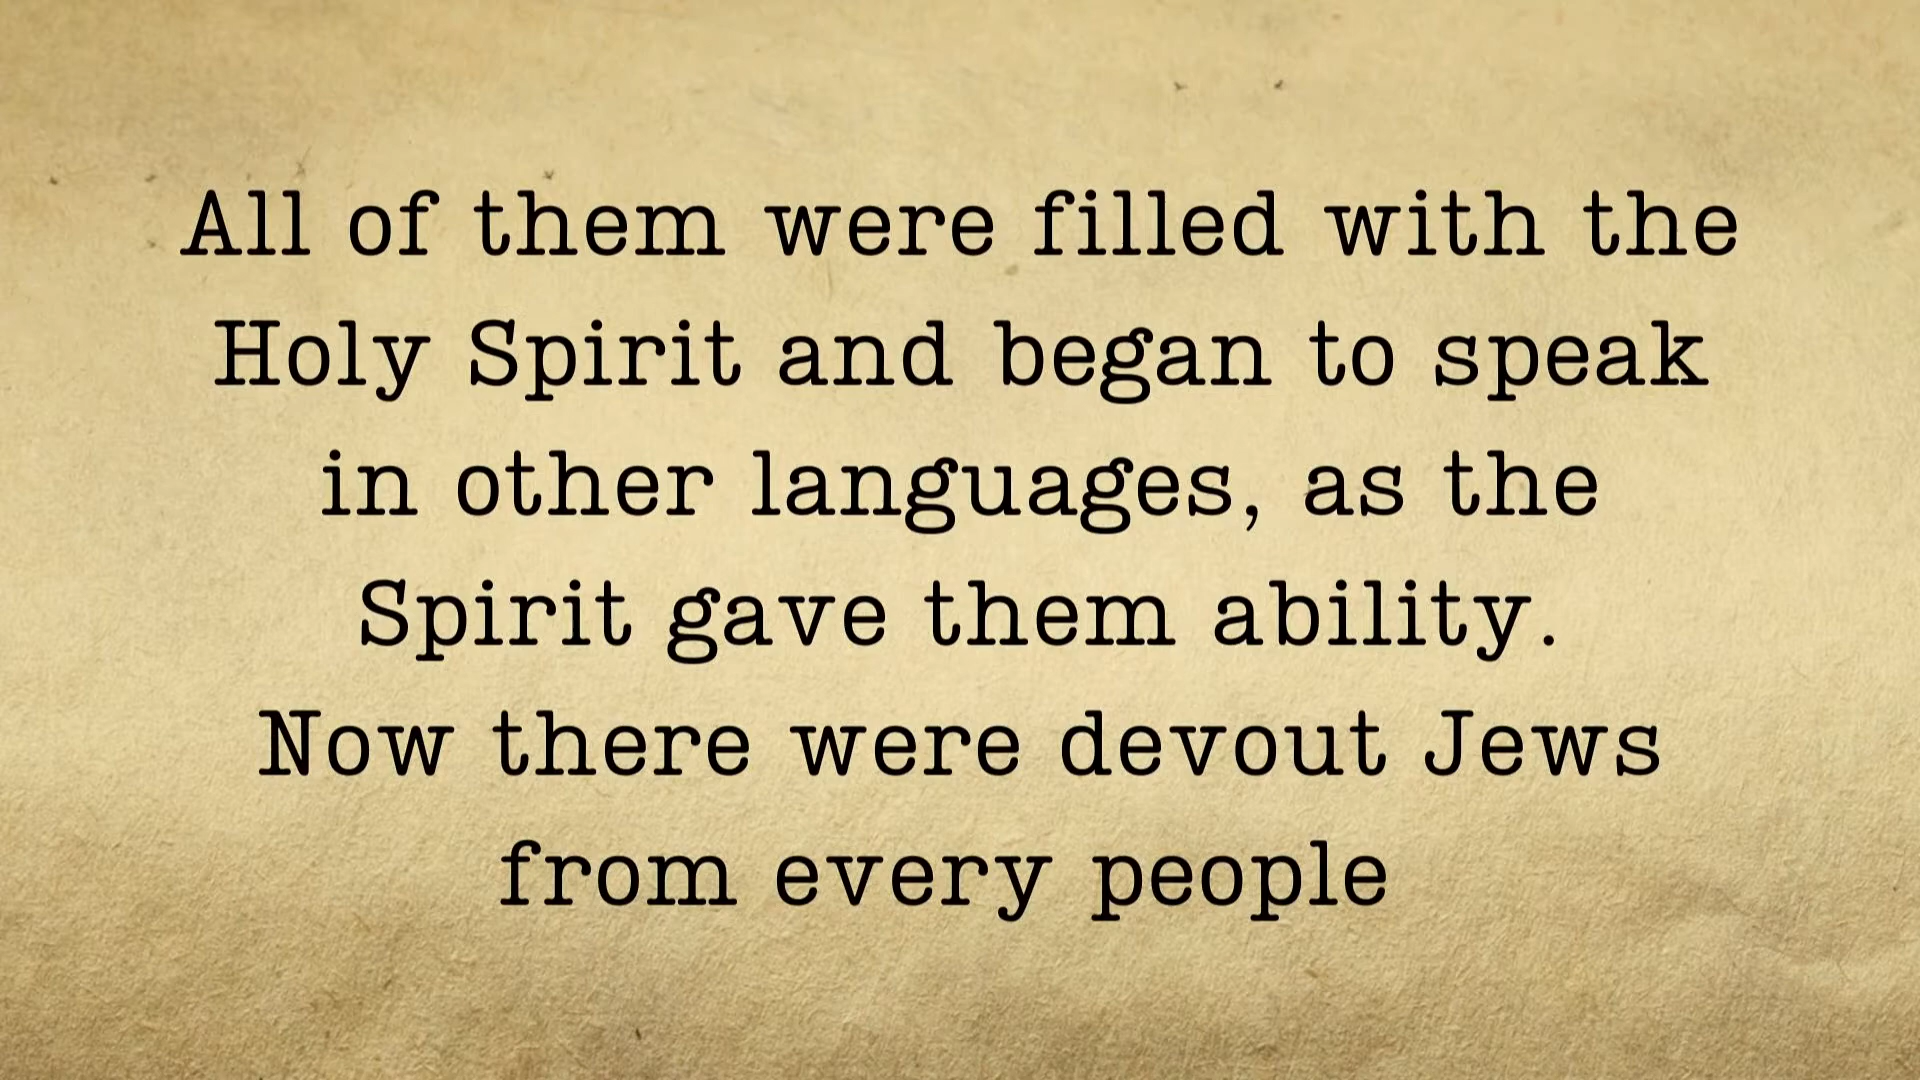 All of them were filled with the
Holy Spirit and began to speak
in other languages, as the
Spirit gave them ability.
Now there were devout Jews
from every people